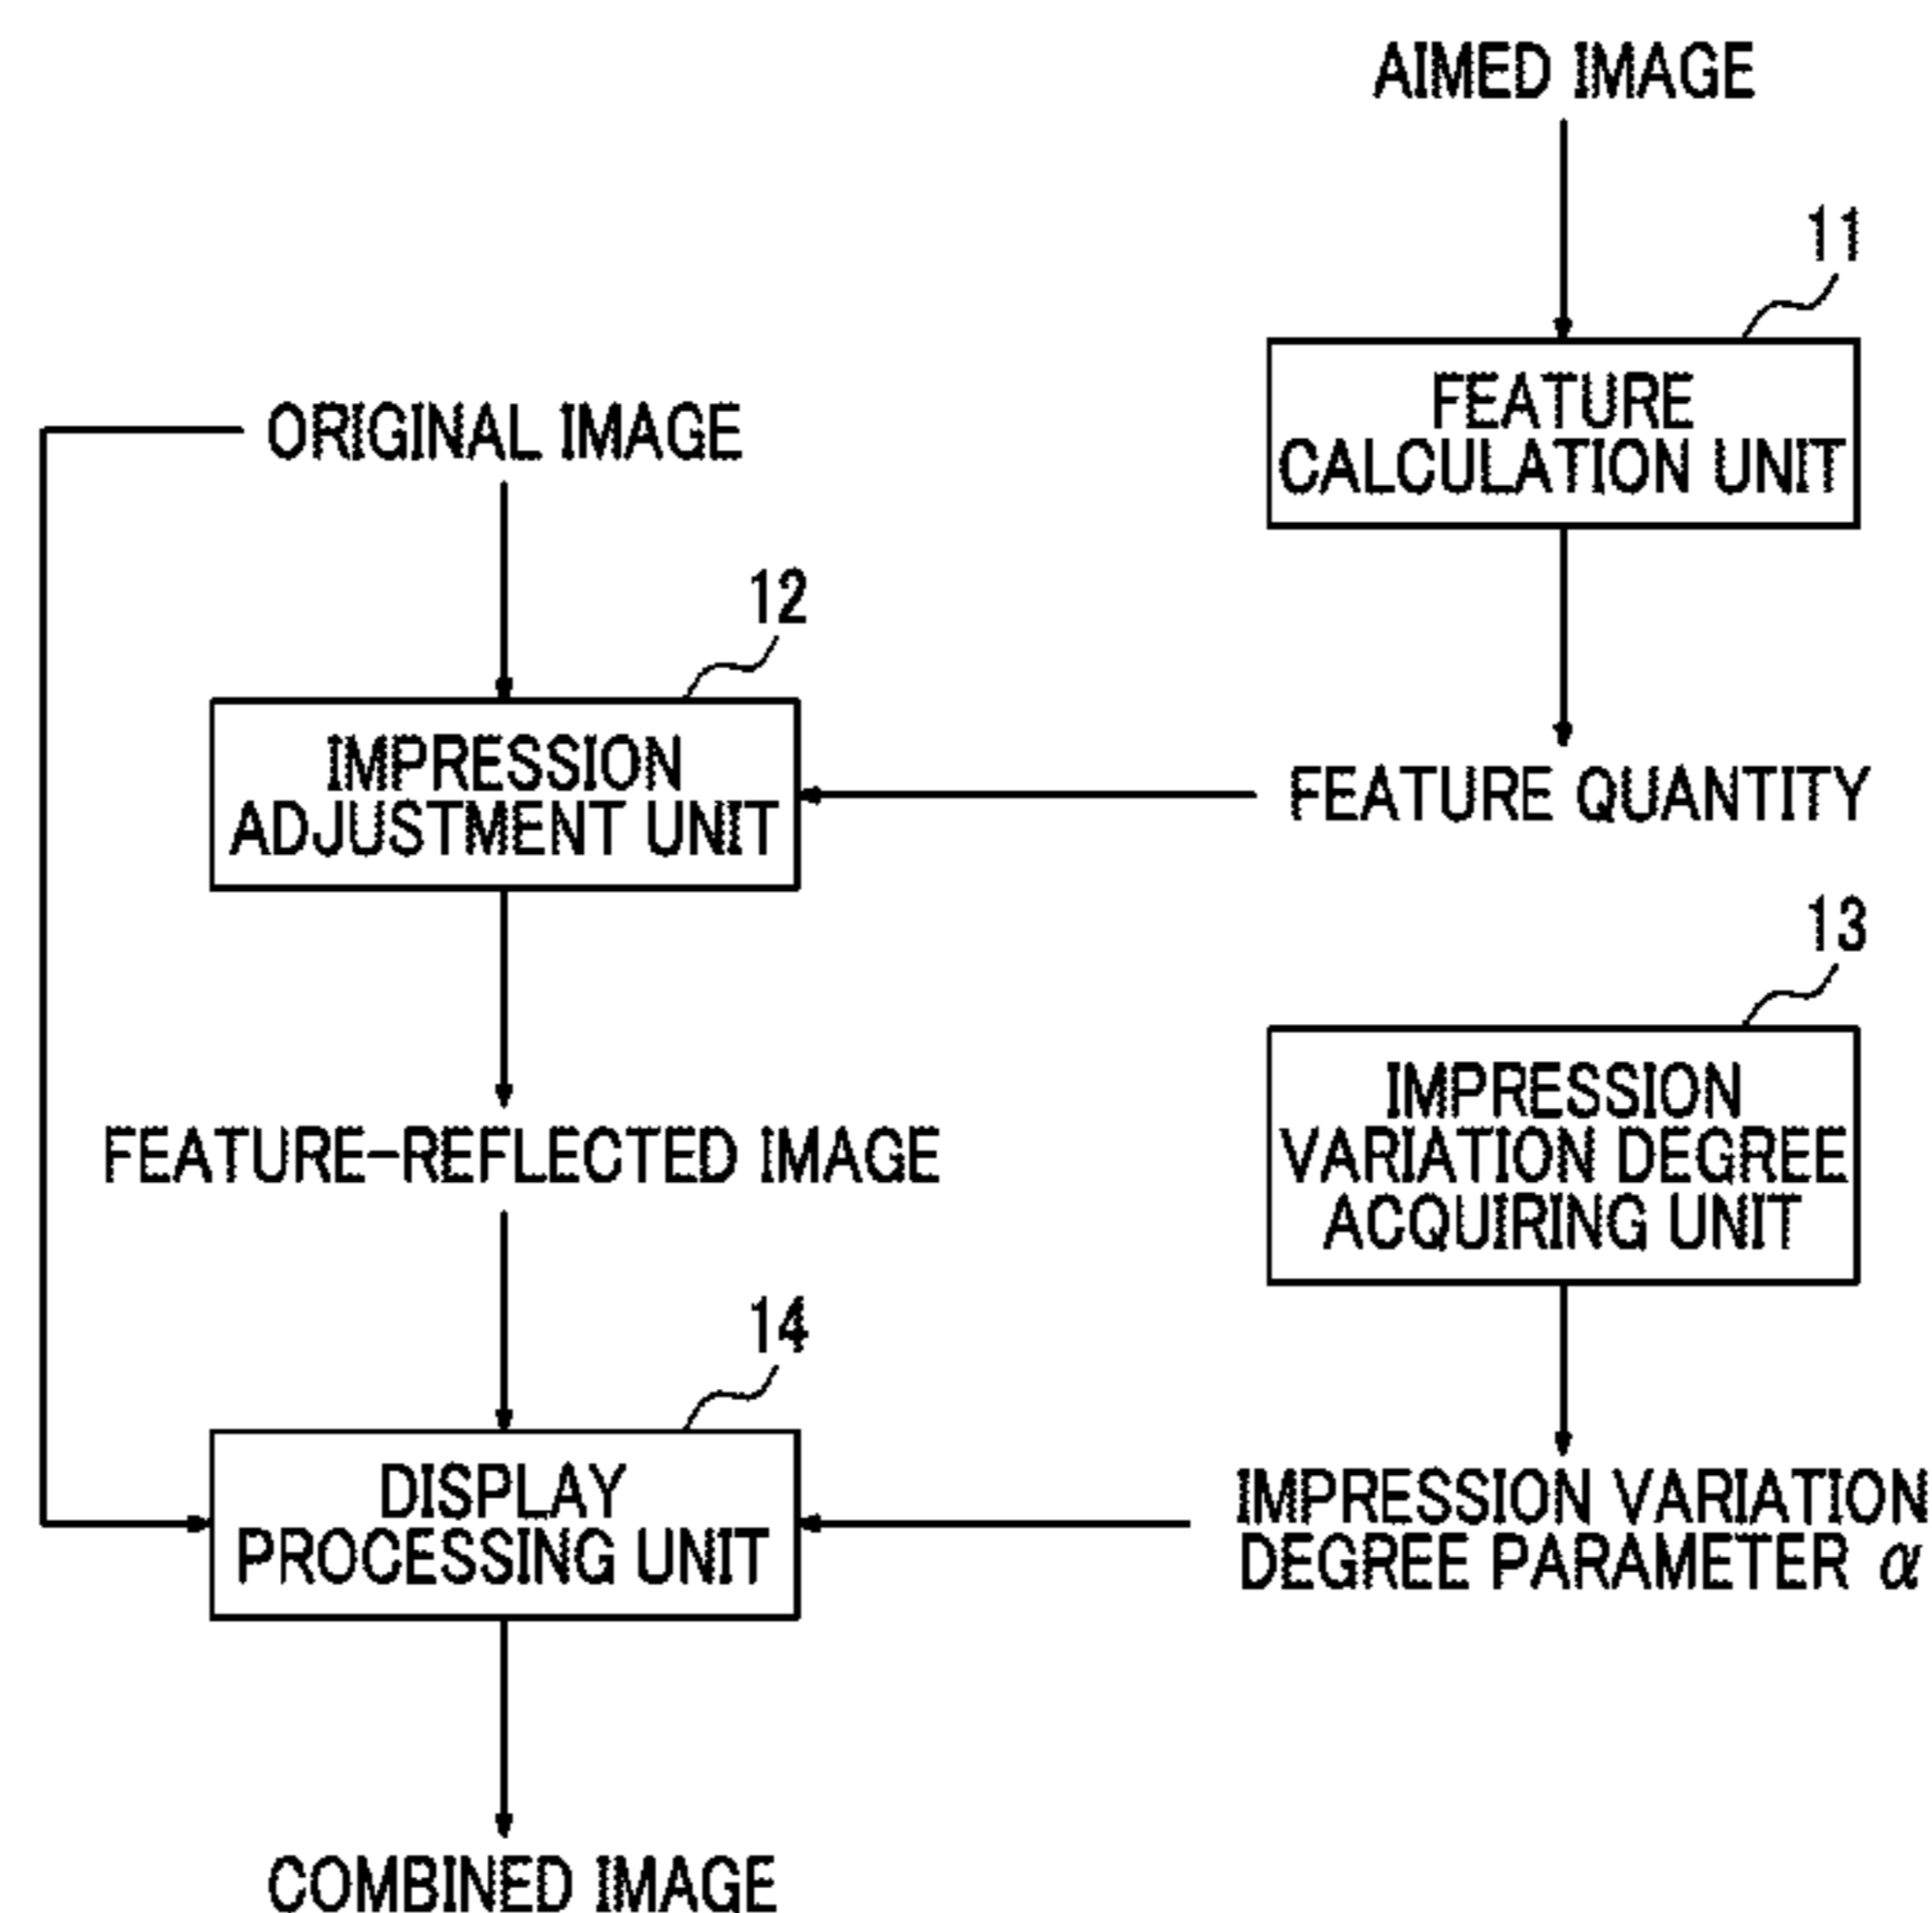 AIMED IMAGE
11
FEATURE
CALCULATION UNIT
ORIGINAL IMAGE
12
IMPRESSION
ADJUSTMENT UNIT
FEATURE QUANTITY
13
IMPRESSION
VARIATION DEGREE
ACQUIRING UNIT
FEATURE-REFLECTED IMAGE
14
DISPLAY
PROCESSING UNIT
IMPRESSION VARIATION
DEGREE PARAMETER α
COMBINED IMAGE